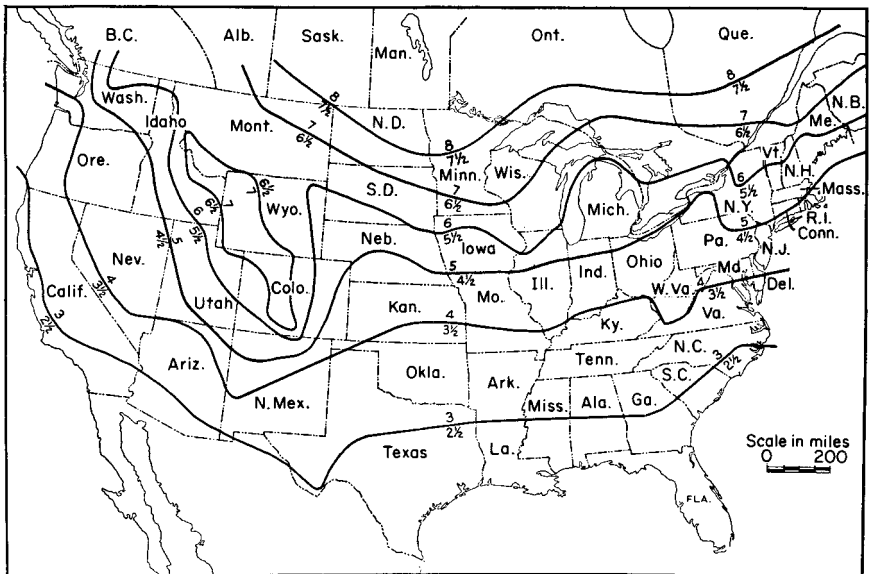 B.C.
Alb.
Sask.
Man.
Ont.
Que.
Wash.
Idaho
Mont.
N.D.
Minn.
Wis.
Mich.
Vt.
Me.
N.B.
N.H.
Mass.
R.I.
Conn.
Ore.
Wyo.
S.D.
Iowa
N.Y.
Pa.
N.J.
Nev.
Utah
Colo.
Neb.
Ill.
Ind.
Ohio
W.Va.
Md.
Del.
Calif.
Kan.
Mo.
Ky.
Va.
Ariz.
N.Mex.
Okla.
Ark.
Tenn.
N.C.
S.C.
Texas
La.
Miss.
Ala.
Ga.
FLA.
8
7½
8
7½
8
7½
7
6½
7
6½
7
6½
6½
7
6½
7
6
5½
6
5½
6
5½
5
4½
5
4½
5
4½
4
3½
4
3½
4
3½
3
2½
3
2½
3
2½
Scale in miles
0 200